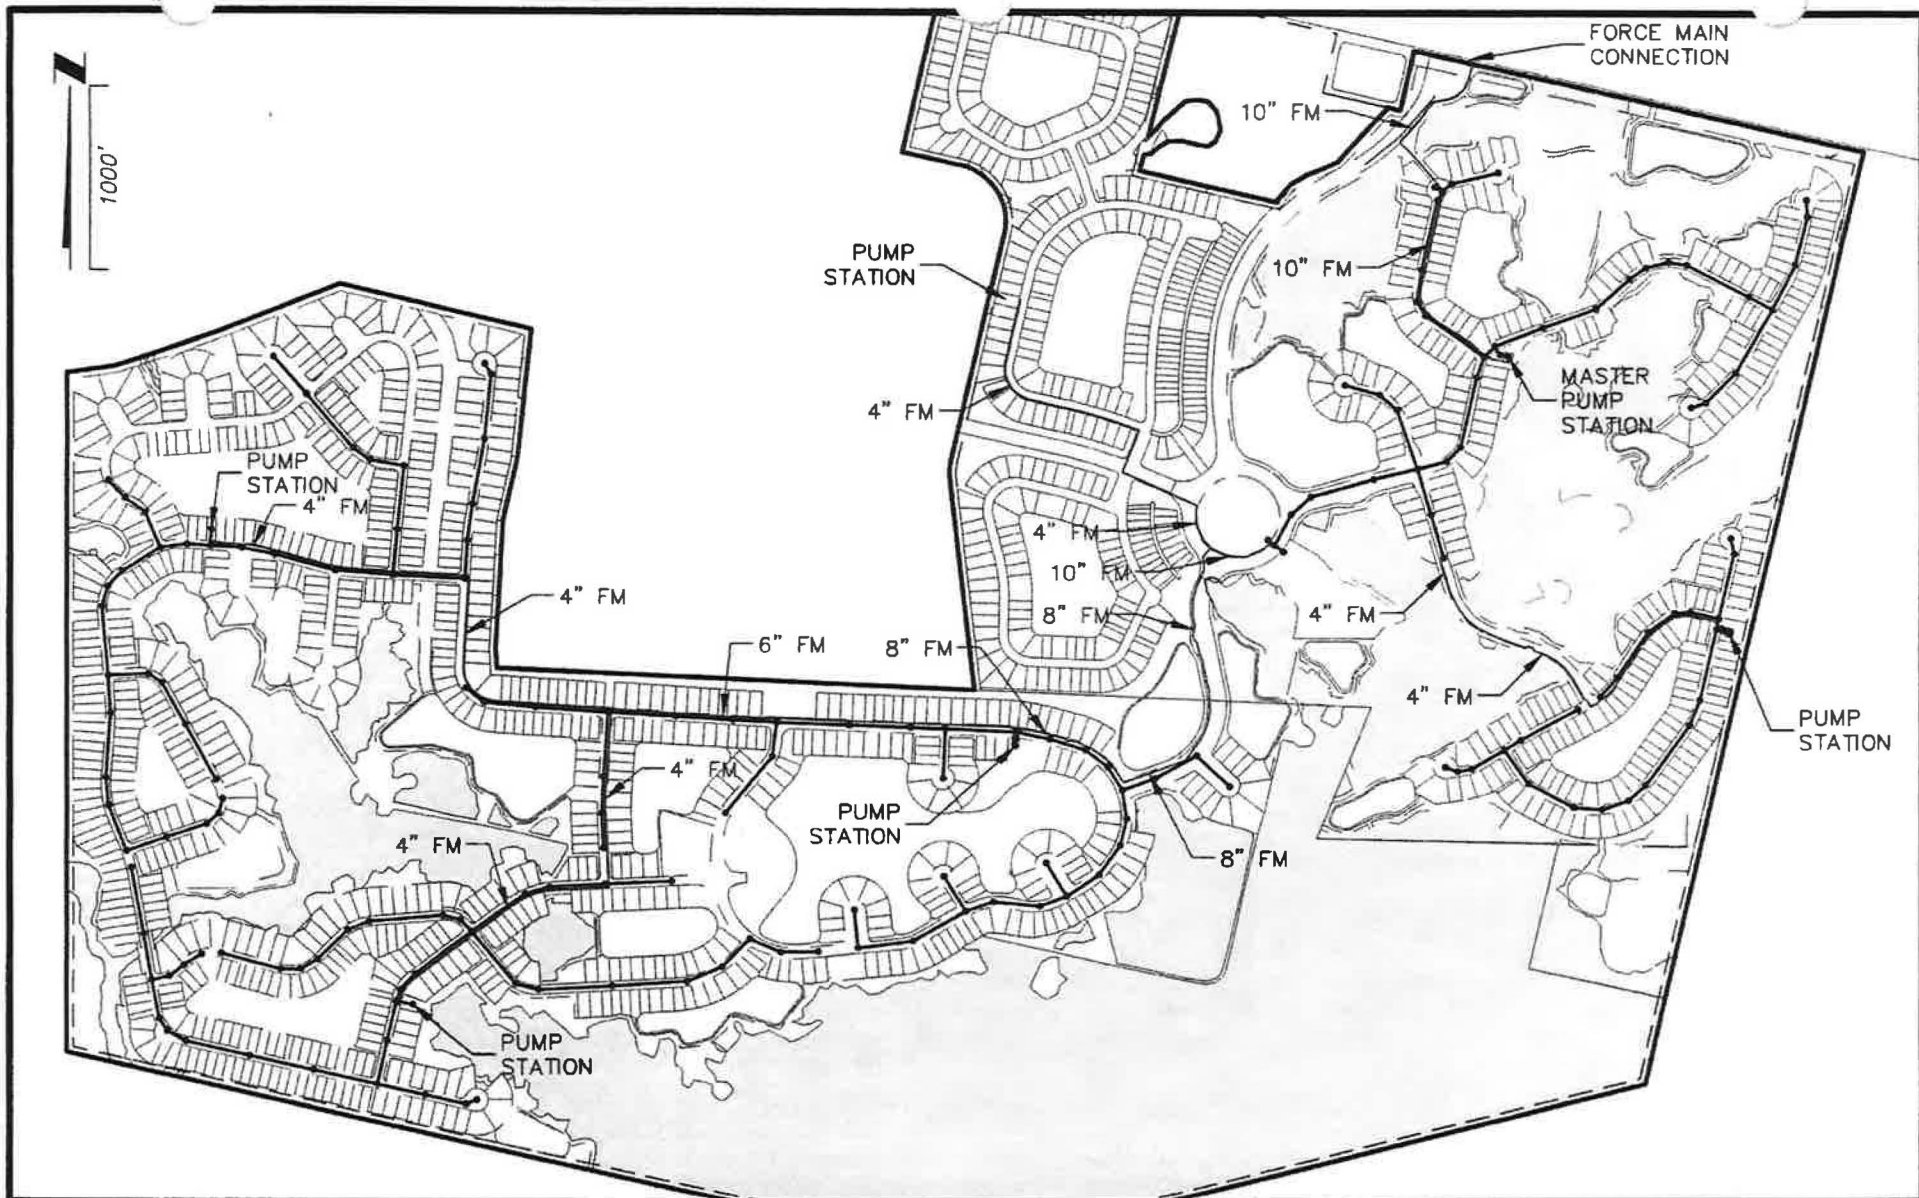 FORCE MAIN
CONNECTION
1000'
10" FM
PUMP
STATION
10" FM
4" FM
MASTER
PUMP
STATION
PUMP
STATION
4" FM
4" FM
10" FM
4" FM
8" FM
4" FM
6" FM
8" FM
4" FM
PUMP
STATION
4" FM
PUMP
STATION
4" FM
8" FM
PUMP
STATION